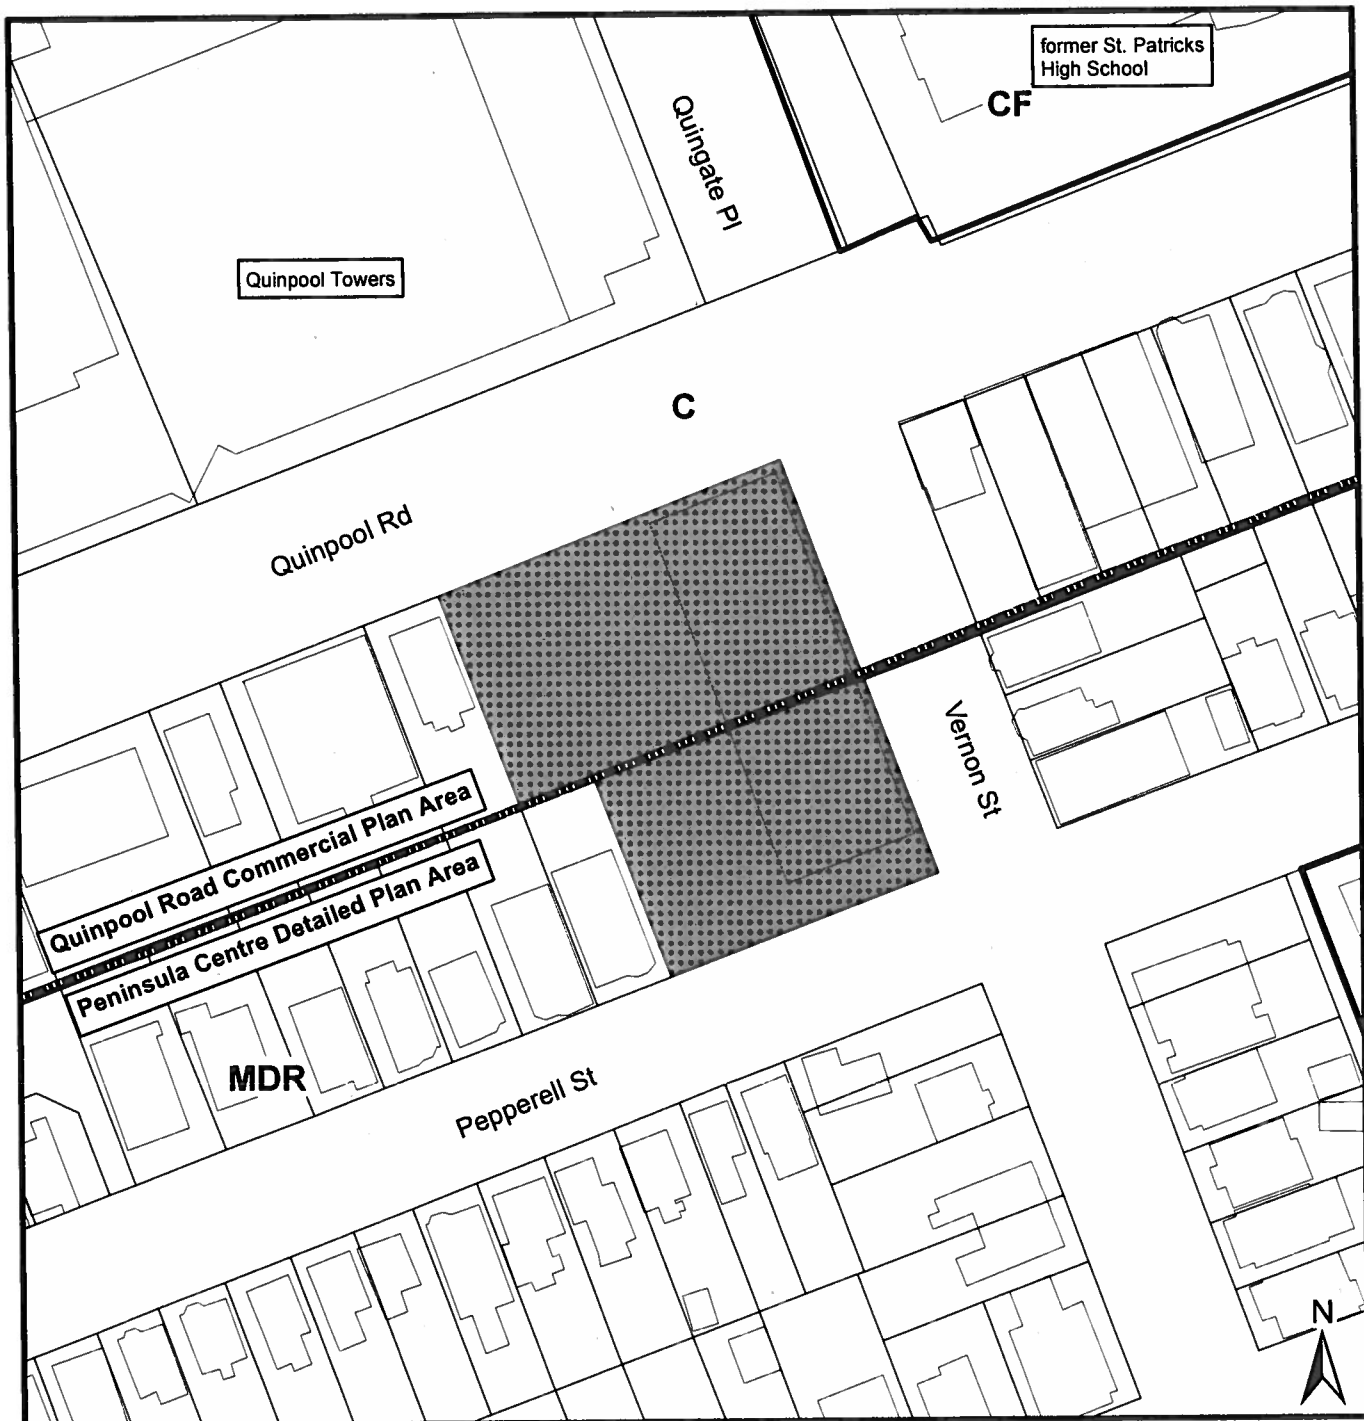 former St. Patricks
High School
CF
Quingate Pl
Quinpool Towers
C
Quinpool Rd
Vernon St
Quinpool Road Commercial Plan Area
Peninsula Centre Detailed Plan Area
MDR
Pepperell St
N